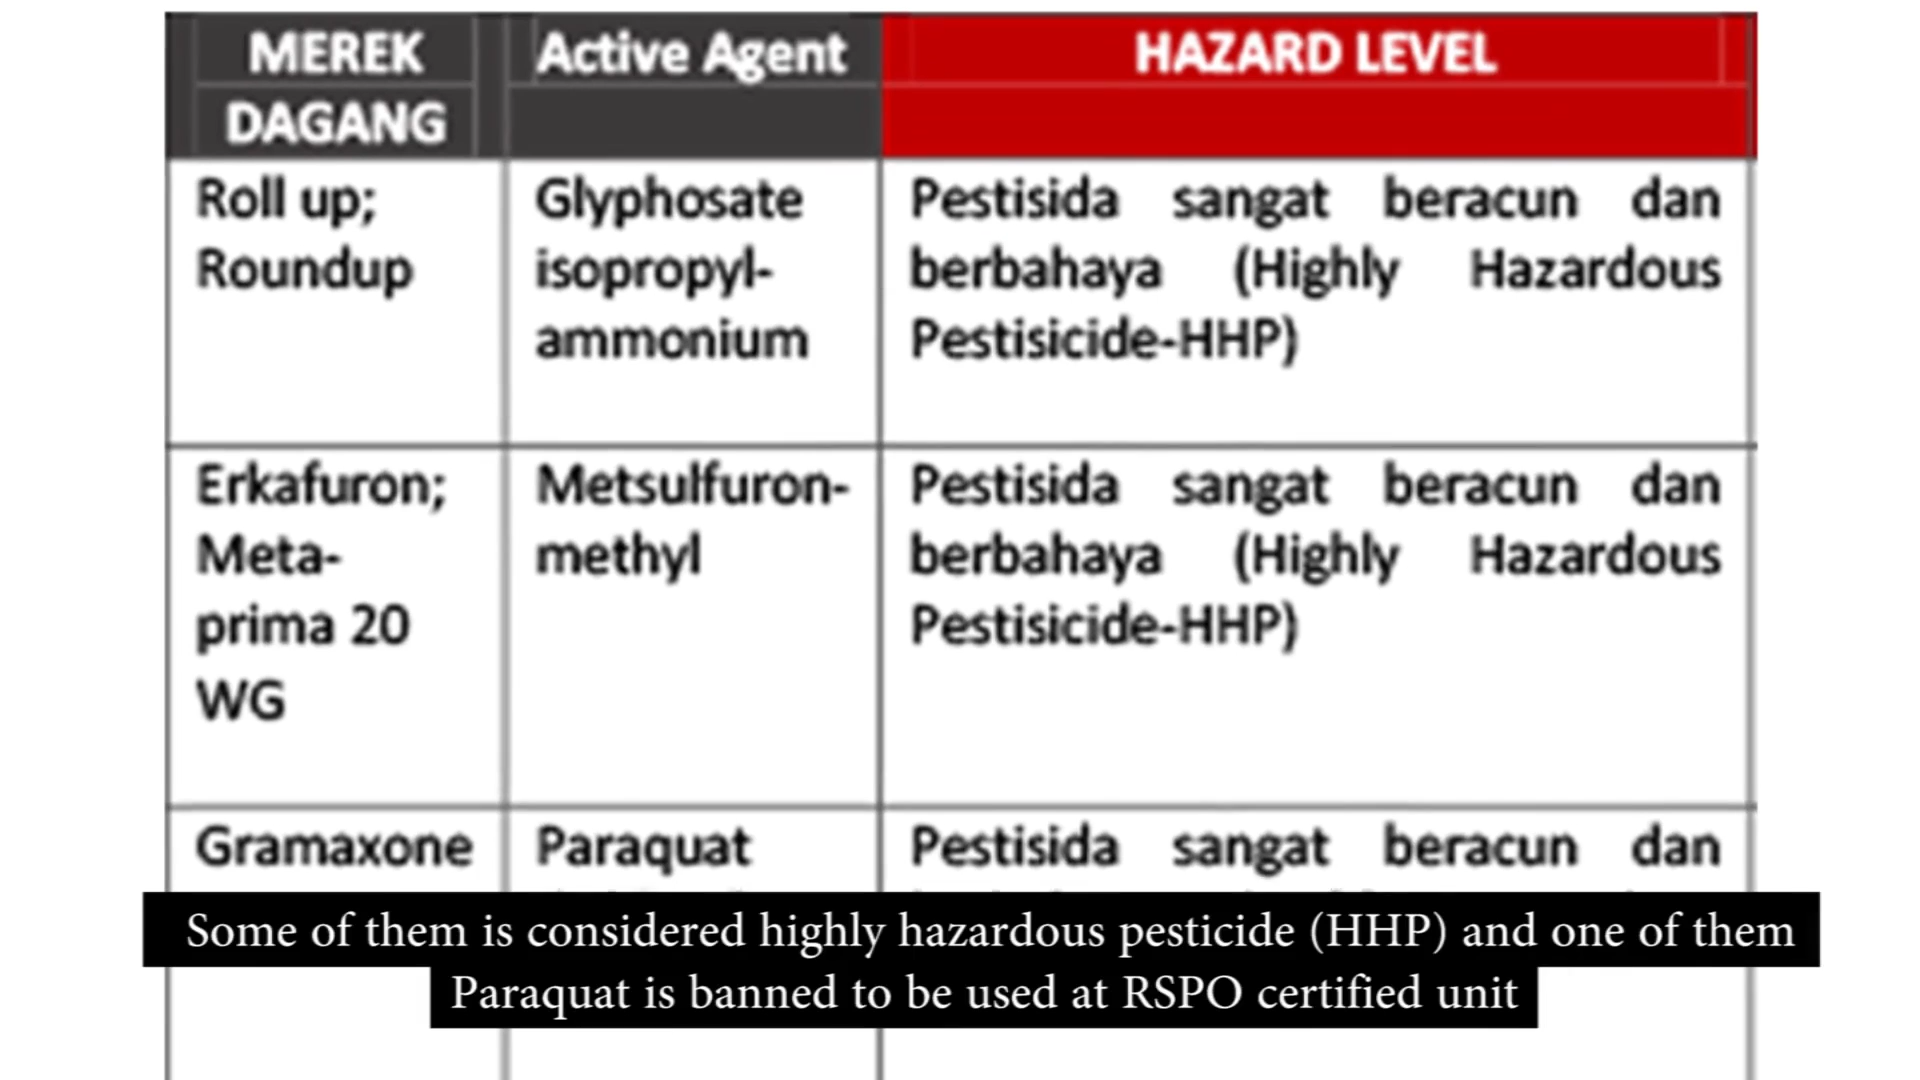 MEREK DAGANG
Active Agent
HAZARD LEVEL
Roll up;
Roundup
Glyphosate
isopropyl-
ammonium
Pestisida sangat beracun dan
berbahaya (Highly Hazardous
Pestisicide-HHP)
Erkafuron;
Meta-
prima 20
WG
Metsulfuron-
methyl
Pestisida sangat beracun dan
berbahaya (Highly Hazardous
Pestisicide-HHP)
Gramaxone
Paraquat
Pestisida sangat beracun dan
Some of them is considered highly hazardous pesticide (HHP) and one of them
Paraquat is banned to be used at RSPO certified unit